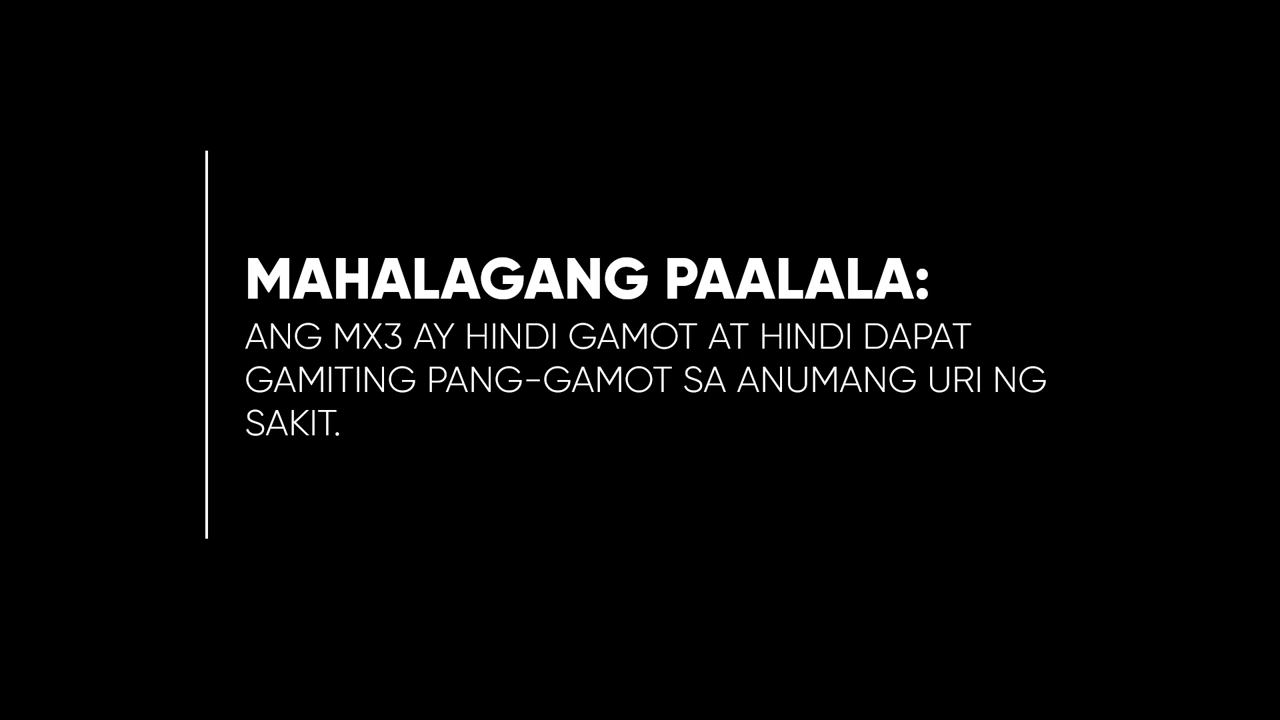 MAHALAGANG PAALALA:
ANG MX3 AY HINDI GAMOT AT HINDI DAPAT
GAMITING PANG-GAMOT SA ANUMANG URI NG
SAKIT.